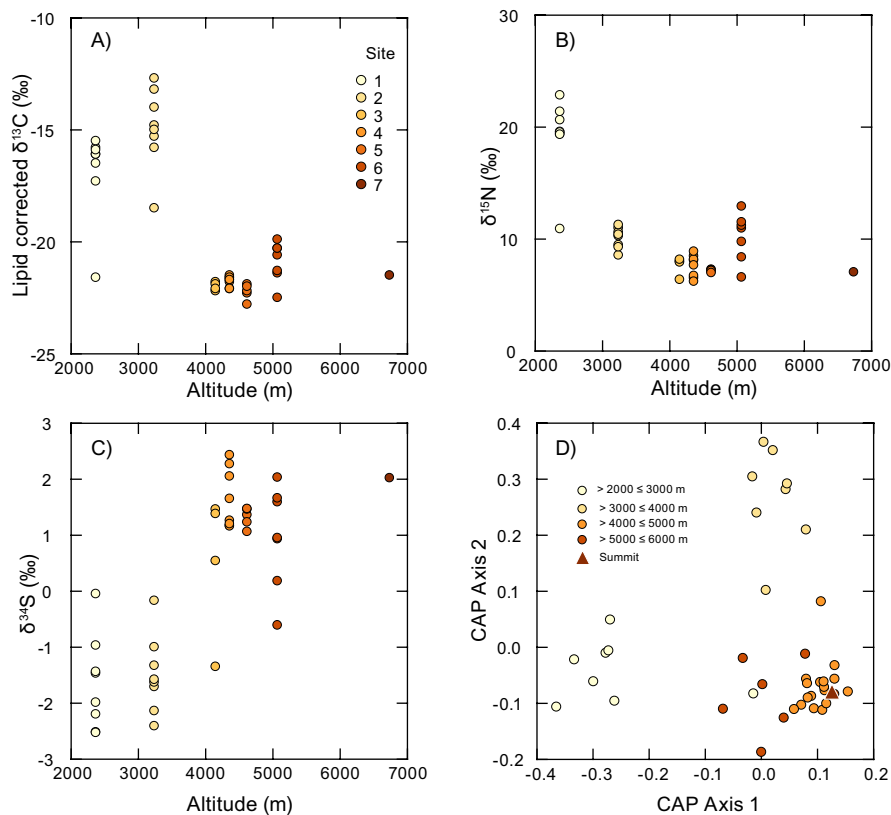 A)
Lipid corrected δ13C (‰)
-10
-15
-20
-25
Site
1
2
3
4
5
6
7
2000 3000 4000 5000 6000 7000
Altitude (m)
B)
δ15N (‰)
30
20
10
0
2000 3000 4000 5000 6000 7000
Altitude (m)
C)
δ34S (‰)
3
2
1
0
-1
-2
-3
2000 3000 4000 5000 6000 7000
Altitude (m)
D)
CAP Axis 2
0.4
0.3
0.2
0.1
0.0
-0.1
-0.2
> 2000 ≤ 3000 m
> 3000 ≤ 4000 m
> 4000 ≤ 5000 m
> 5000 ≤ 6000 m
Summit
-0.4 -0.3 -0.2 -0.1 0.0 0.1 0.2
CAP Axis 1